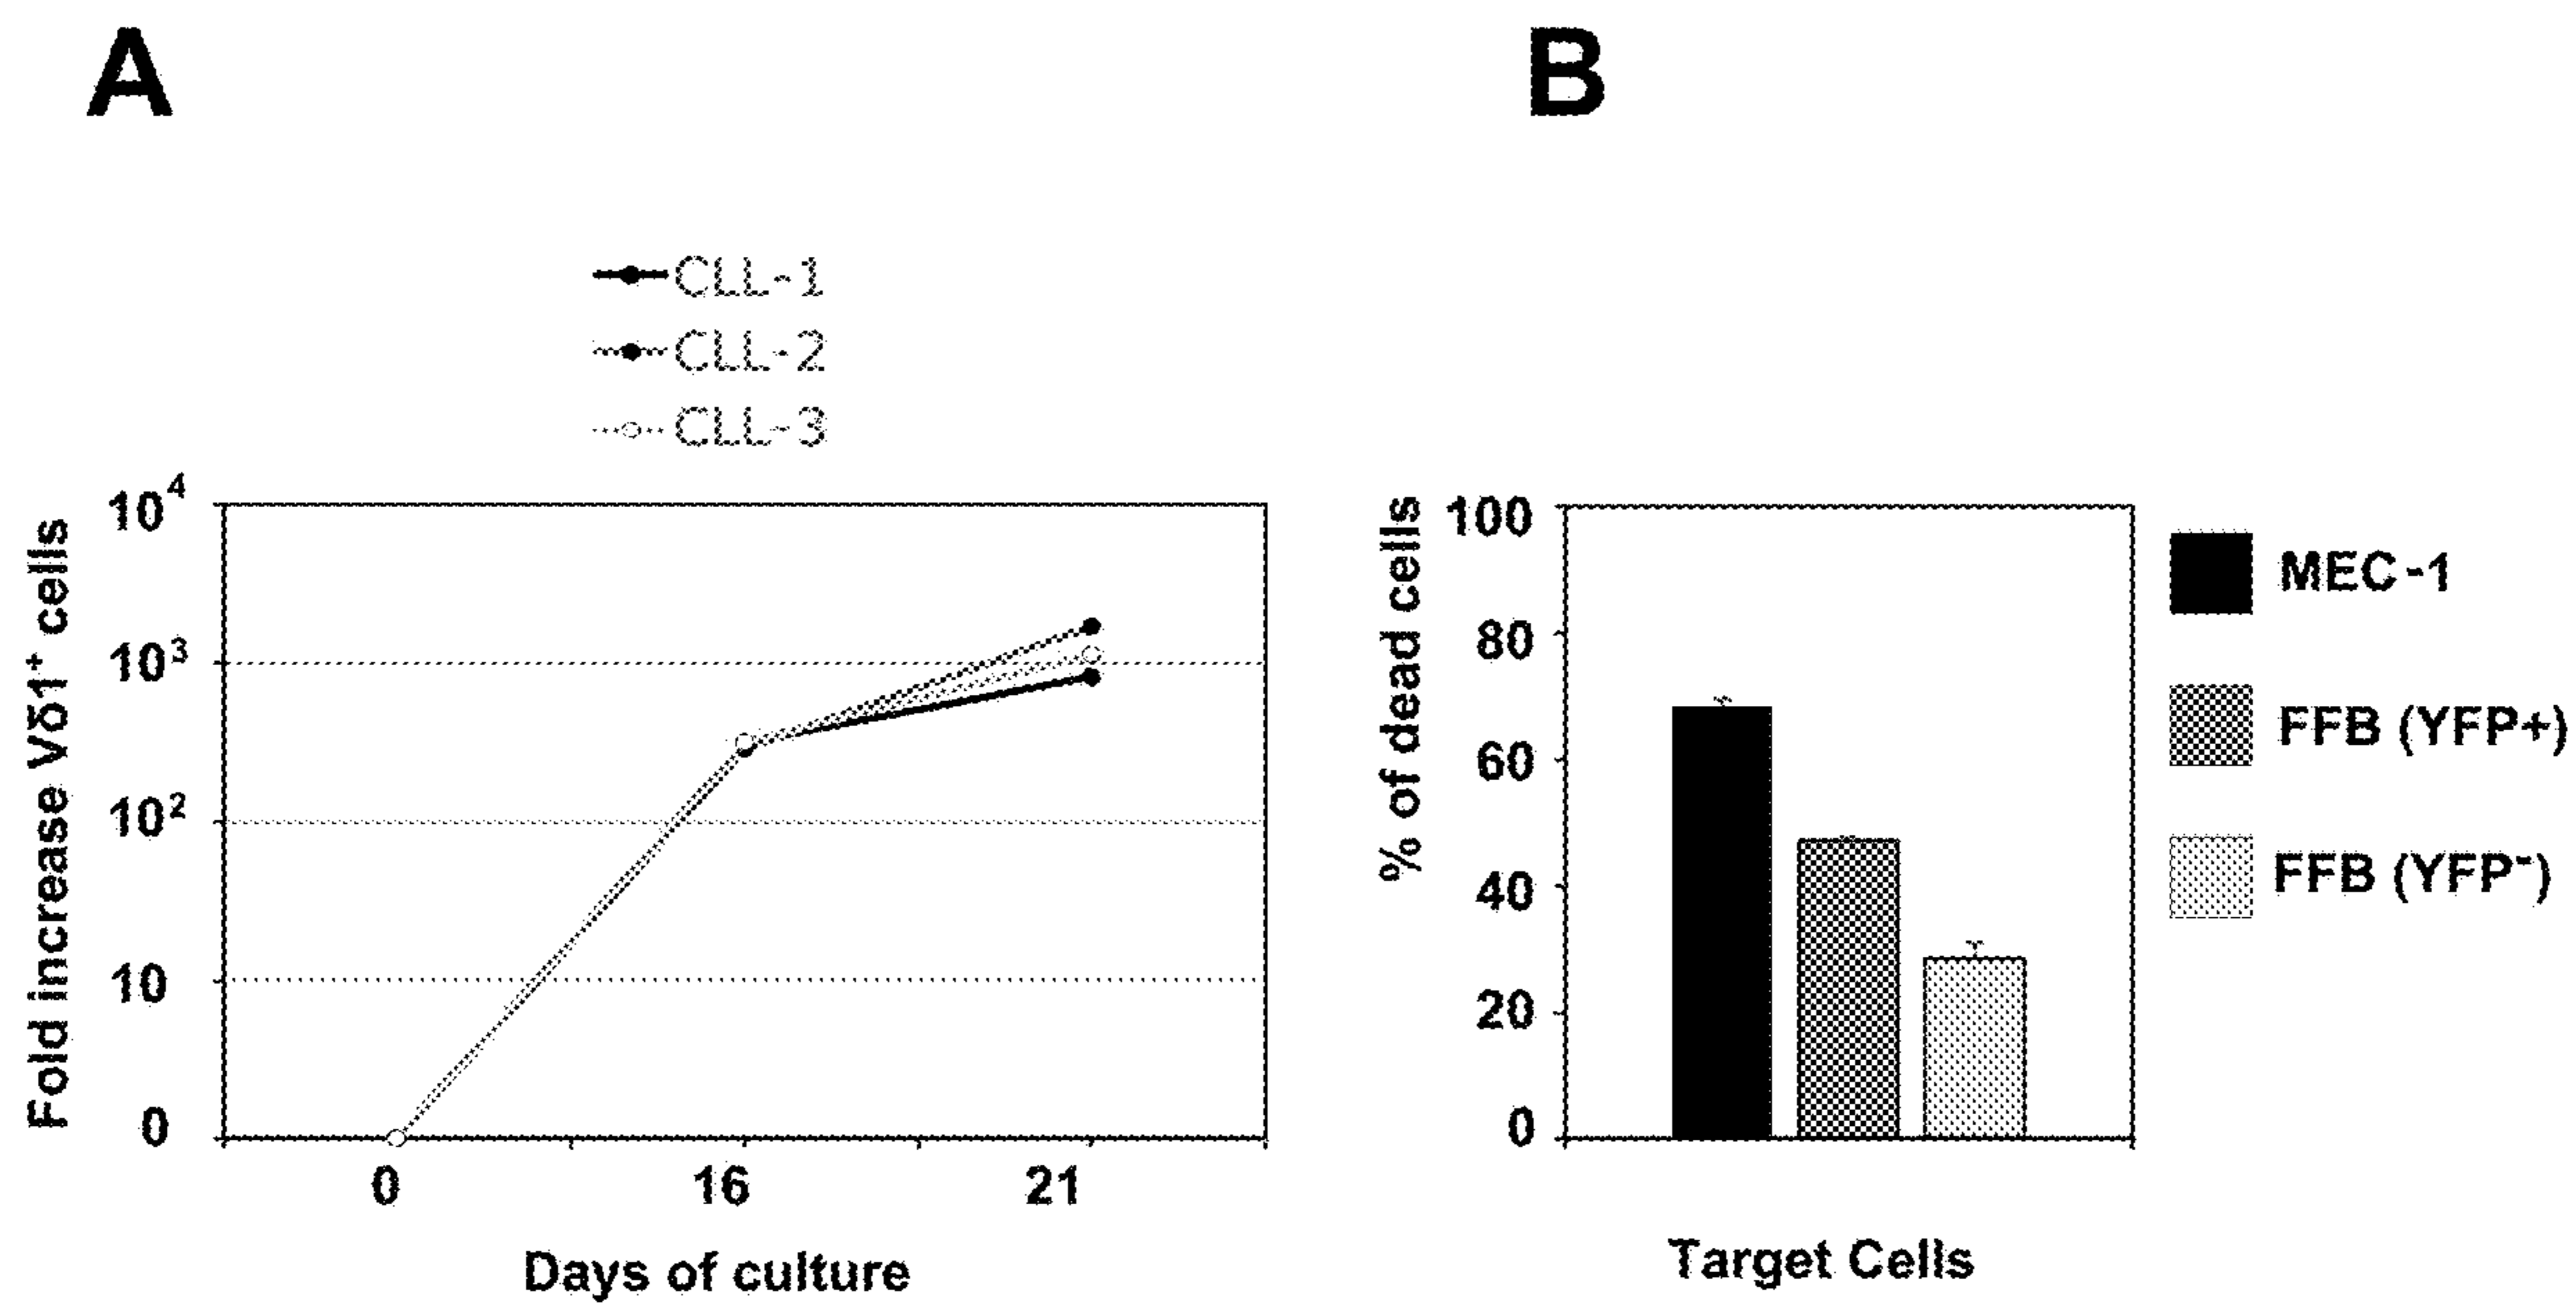 A
CLL-1
CLL-2
CLL-3
Fold increase Vδ1⁺ cells
10⁴
10³
10²
10
0
0 16 21
Days of culture
B
% of dead cells
100
80
60
40
20
0
Target Cells
MEC-1
FFB (YFP+)
FFB (YFP⁻)